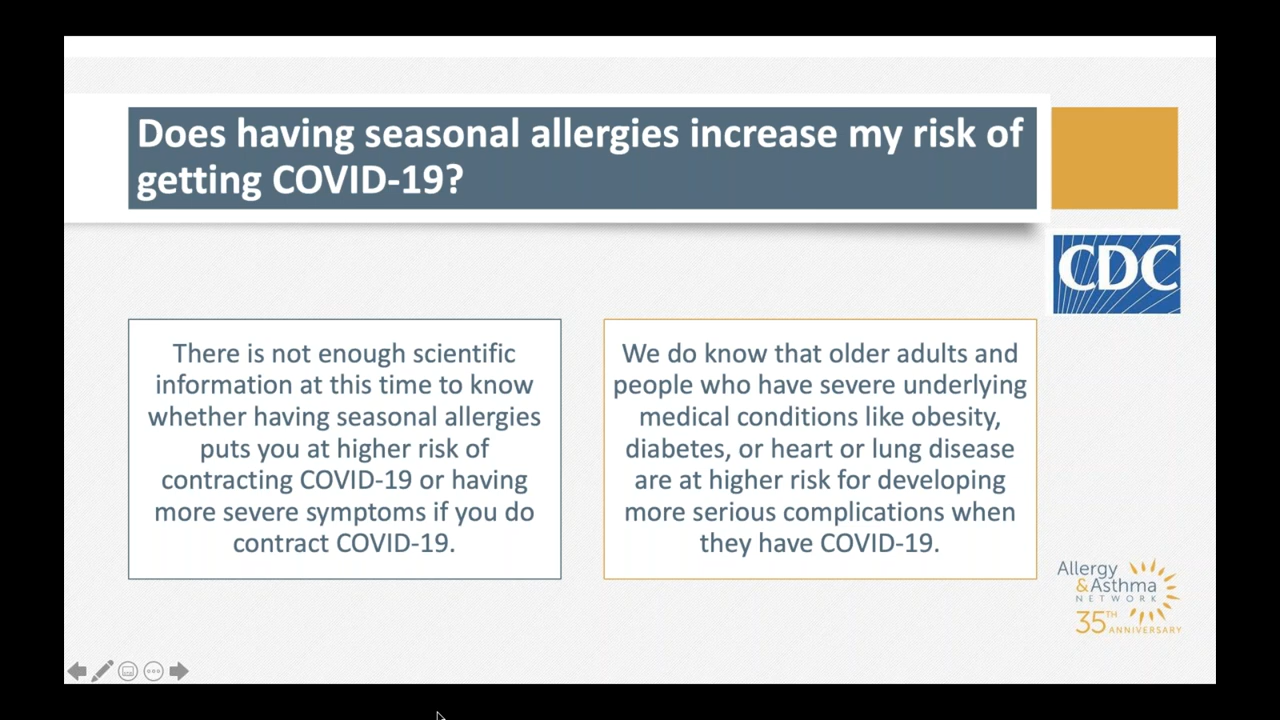 Does having seasonal allergies increase my risk of
getting COVID-19?
CDC
There is not enough scientific
information at this time to know
whether having seasonal allergies
puts you at higher risk of
contracting COVID-19 or having
more severe symptoms if you do
contract COVID-19.
We do know that older adults and
people who have severe underlying
medical conditions like obesity,
diabetes, or heart or lung disease
are at higher risk for developing
more serious complications when
they have COVID-19.
Allergy
&Asthma
NETWORK
35TH ANNIVERSARY